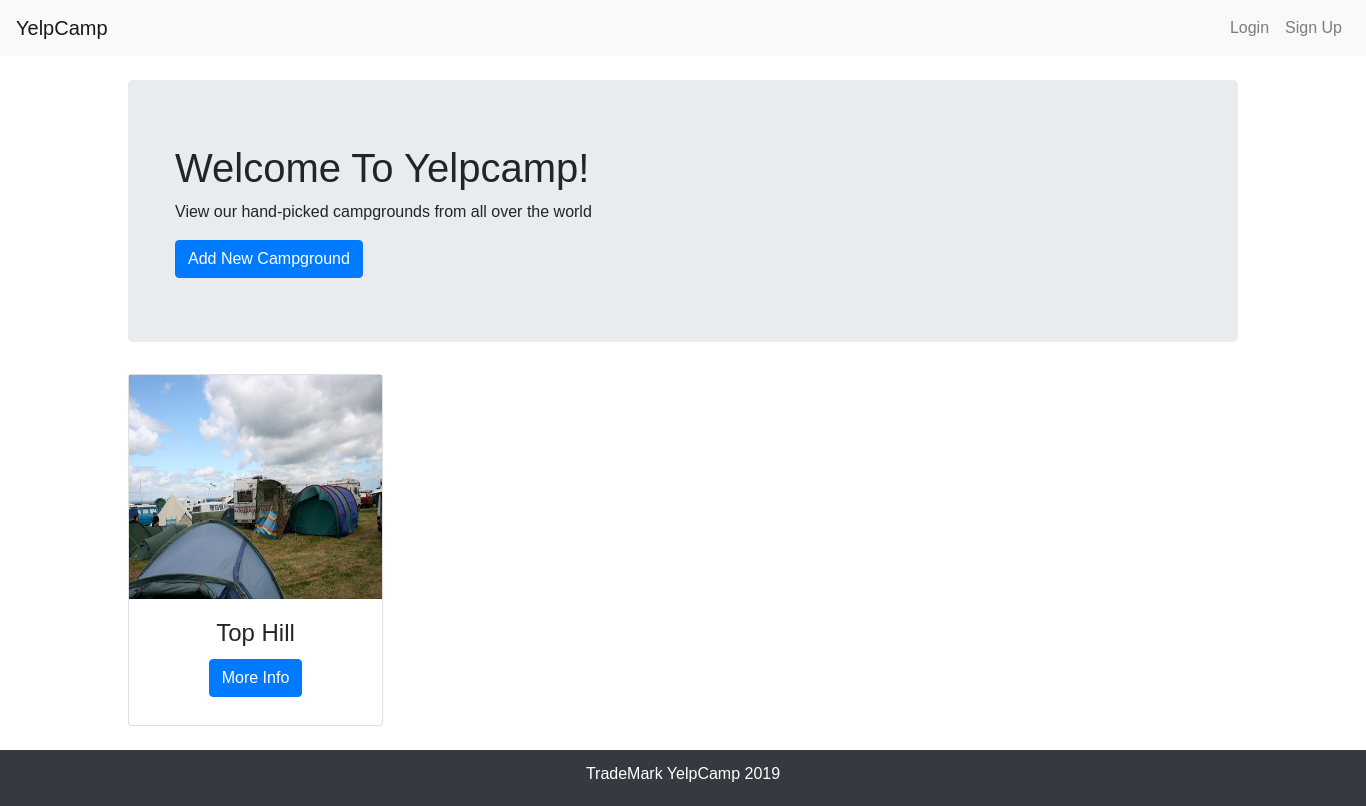 YelpCamp
Login
Sign Up
Welcome To Yelpcamp!
View our hand-picked campgrounds from all over the world
Add New Campground
Top Hill
More Info
TradeMark YelpCamp 2019